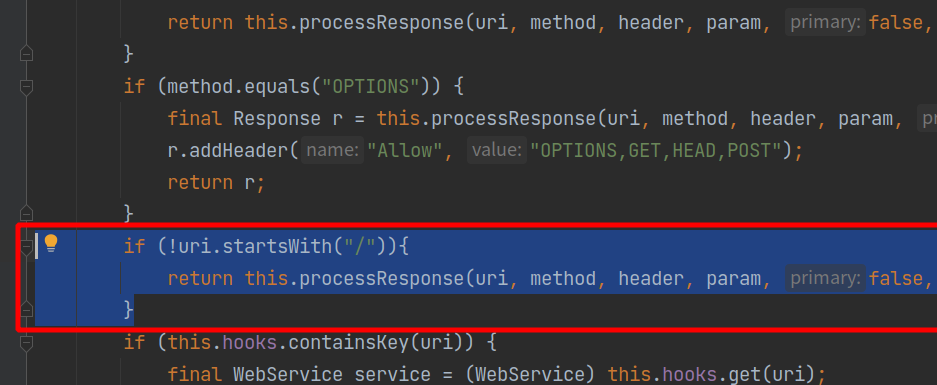 return this.processResponse(uri, method, header, param, primary: false,
}
if (method.equals("OPTIONS")) {
final Response r = this.processResponse(uri, method, header, param,
r.addHeader( name: "Allow", value: "OPTIONS,GET,HEAD,POST");
return r;
}
if (!uri.startsWith("/")){
return this.processResponse(uri, method, header, param, primary: false,
}
if (this.hooks.containsKey(uri)) {
final WebService service = (WebService) this.hooks.get(uri);